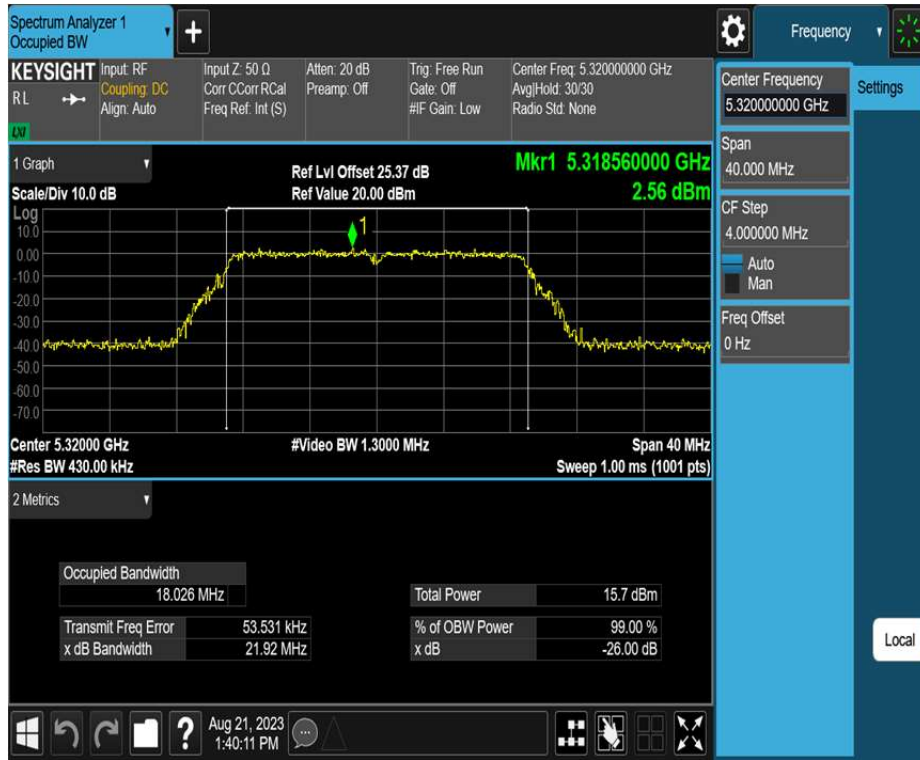 Spectrum Analyzer 1
Occupied BW
Frequency
KEYSIGHT
R L
LXI
Input: RF
Coupling: DC
Align: Auto
Input Z: 50 Ω
Corr CCorr RCal
Freq Ref: Int (S)
Atten: 20 dB
Preamp: Off
Trig: Free Run
Gate: Off
#IF Gain: Low
Center Freq: 5.320000000 GHz
Avg|Hold: 30/30
Radio Std: None
Center Frequency
5.320000000 GHz
Settings
Span
40.000 MHz
CF Step
4.000000 MHz
Auto
Man
Freq Offset
0 Hz
Local
1 Graph
Scale/Div 10.0 dB
Ref Lvl Offset 25.37 dB
Ref Value 20.00 dBm
Mkr1 5.318560000 GHz
2.56 dBm
Log
10.0
0.00
-10.0
-20.0
-30.0
-40.0
-60.0
-60.0
-70.0
1
Center 5.32000 GHz
#Res BW 430.00 kHz
#Video BW 1.3000 MHz
Span 40 MHz
Sweep 1.00 ms (1001 pts)
2 Metrics
Occupied Bandwidth
18.026 MHz
Total Power 15.7 dBm
Transmit Freq Error 53.531 kHz
% of OBW Power 99.00 %
x dB Bandwidth 21.92 MHz
x dB -26.00 dB
?
Aug 21, 2023
1:40:11 PM